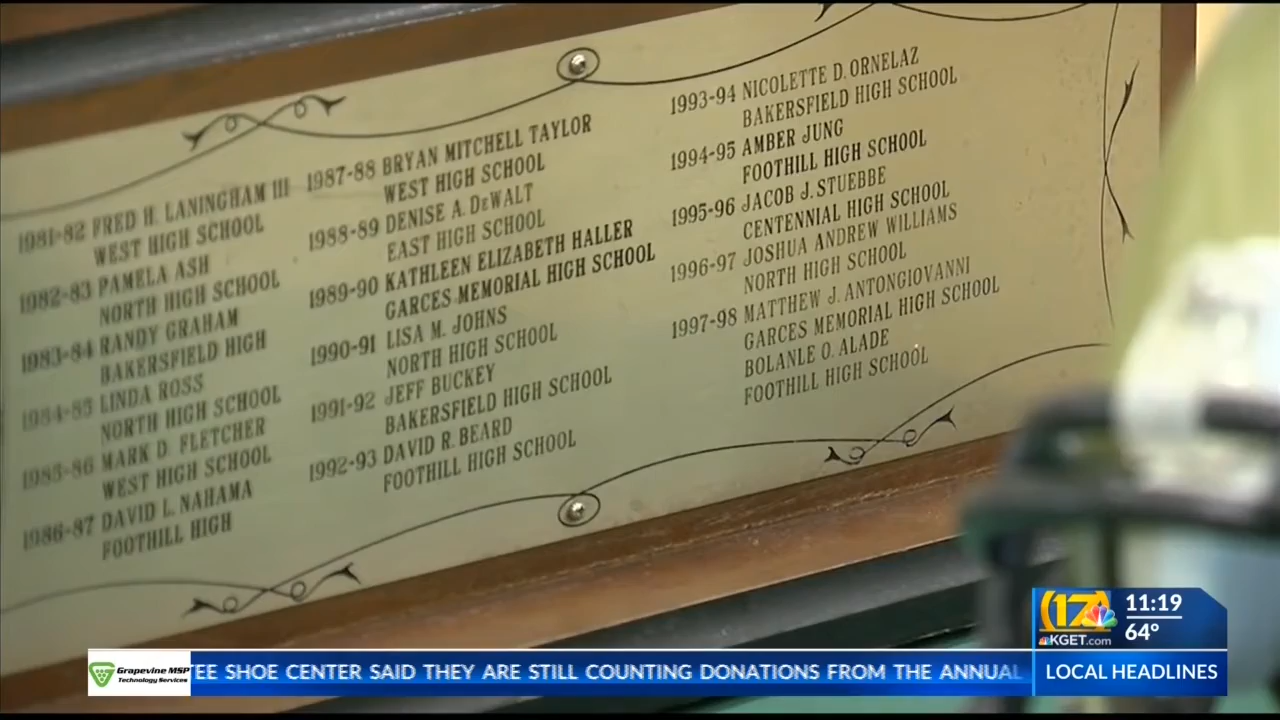 1981-82 FRED H. LANINGHAM III
WEST HIGH SCHOOL
1982-83 PAMELA ASH
NORTH HIGH SCHOOL
1983-84 RANDY GRAHAM
BAKERSFIELD HIGH
1984-85 LINDA ROSS
NORTH HIGH SCHOOL
1985-86 MARK D. FLETCHER
WEST HIGH SCHOOL
1986-87 DAVID L. NAHAMA
FOOTHILL HIGH
1987-88 BRYAN MITCHELL TAYLOR
WEST HIGH SCHOOL
1988-89 DENISE A. DEWALT
EAST HIGH SCHOOL
1989-90 KATHLEEN ELIZABETH HALLER
GARCES MEMORIAL HIGH SCHOOL
1990-91 LISA M. JOHNS
NORTH HIGH SCHOOL
1991-92 JEFF BUCKEY
BAKERSFIELD HIGH SCHOOL
1992-93 DAVID R. BEARD
FOOTHILL HIGH SCHOOL
1993-94 NICOLETTE D. ORNELAZ
BAKERSFIELD HIGH SCHOOL
1994-95 AMBER JUNG
FOOTHILL HIGH SCHOOL
1995-96 JACOB J. STUEBBE
CENTENNIAL HIGH SCHOOL
1996-97 JOSHUA ANDREW WILLIAMS
NORTH HIGH SCHOOL
1997-98 MATTHEW J. ANTONGIOVANNI
GARCES MEMORIAL HIGH SCHOOL
BOLANLE O. ALADE
FOOTHILL HIGH SCHOOL
17 11:19
KGET.com 64°
Grapevine MSP
Technology Services
EE SHOE CENTER SAID THEY ARE STILL COUNTING DONATIONS FROM THE ANNUAL
LOCAL HEADLINES